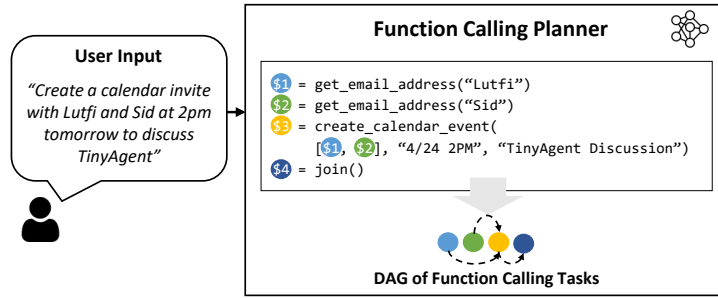 User Input
“Create a calendar invite
with Lutfi and Sid at 2pm
tomorrow to discuss
TinyAgent”
Function Calling Planner
$1 = get_email_address(“Lutfi”)
$2 = get_email_address(“Sid”)
$3 = create_calendar_event(
[$1, $2], “4/24 2PM”, “TinyAgent Discussion”)
$4 = join()
DAG of Function Calling Tasks